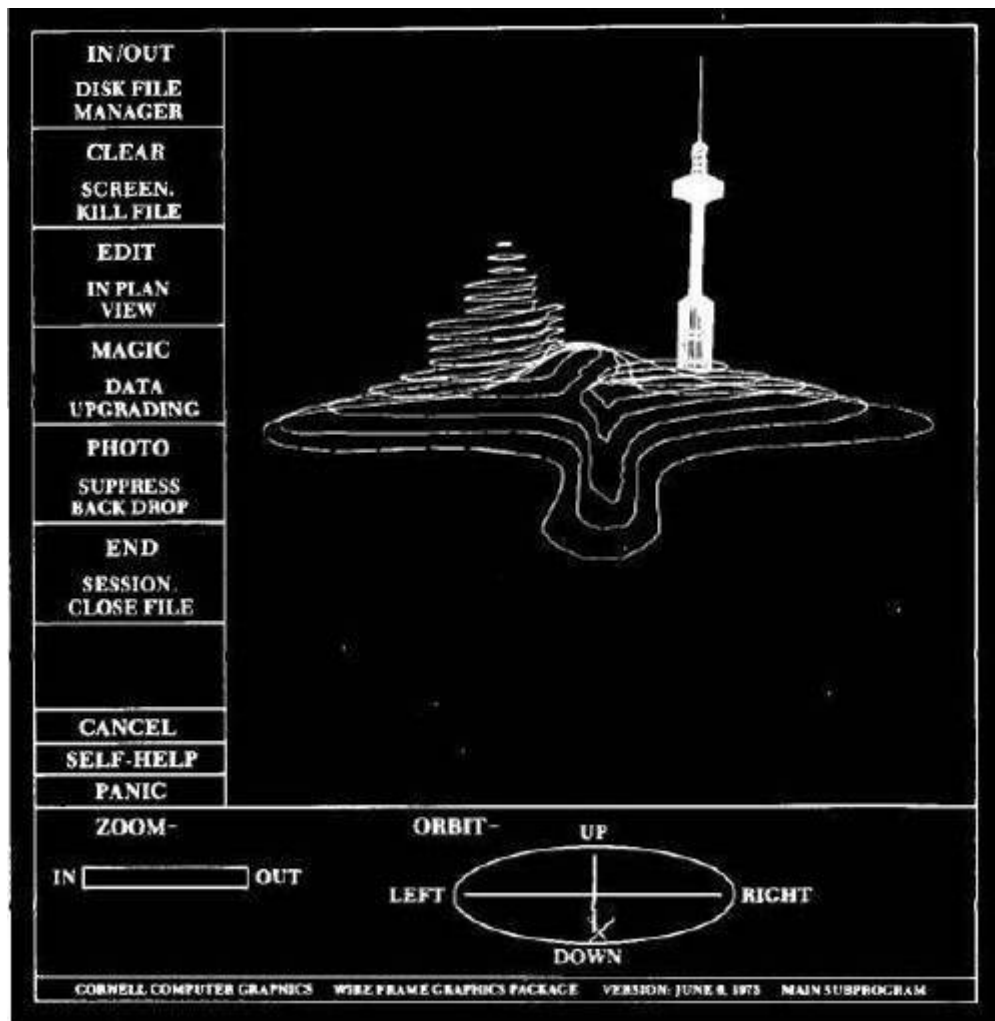 IN/OUT
DISK FILE
MANAGER
CLEAR
SCREEN.
KILL FILE
EDIT
IN PLAN
VIEW
MAGIC
DATA
UPGRADING
PHOTO
SUPPRESS
BACK DROP
END
SESSION.
CLOSE FILE
CANCEL
SELF-HELP
PANIC
ZOOM-
ORBIT-
UP
IN OUT
LEFT RIGHT
DOWN
CORNELL COMPUTER GRAPHICS WIRE FRAME GRAPHICS PACKAGE VERSION: JUNE 6, 1975 MAIN SUBPROGRAM